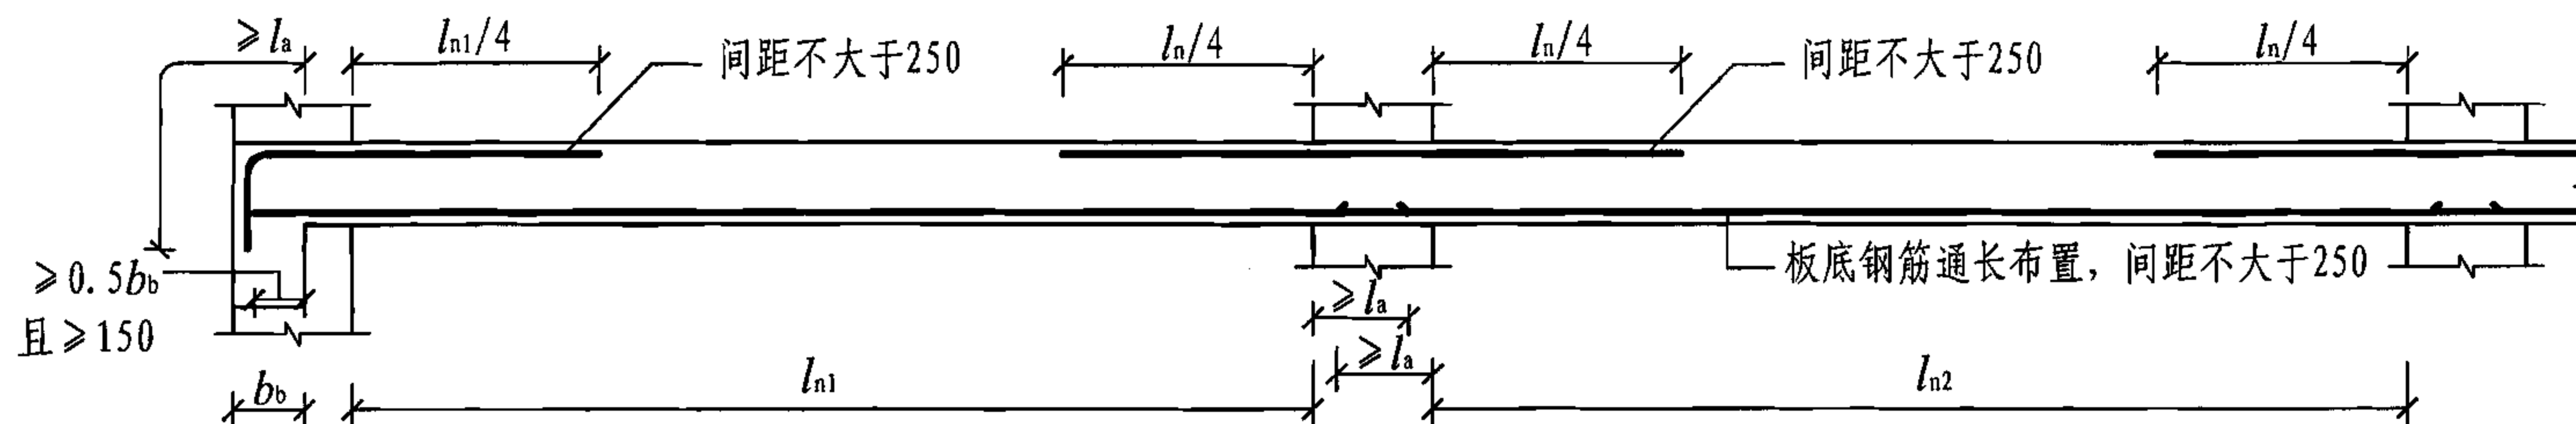 ≥la
ln1/4
间距不大于250
ln/4
ln/4
间距不大于250
ln/4
≥0.5bb
且≥150
板底钢筋通长布置，间距不大于250
≥la
≥la
bb
ln1
ln2